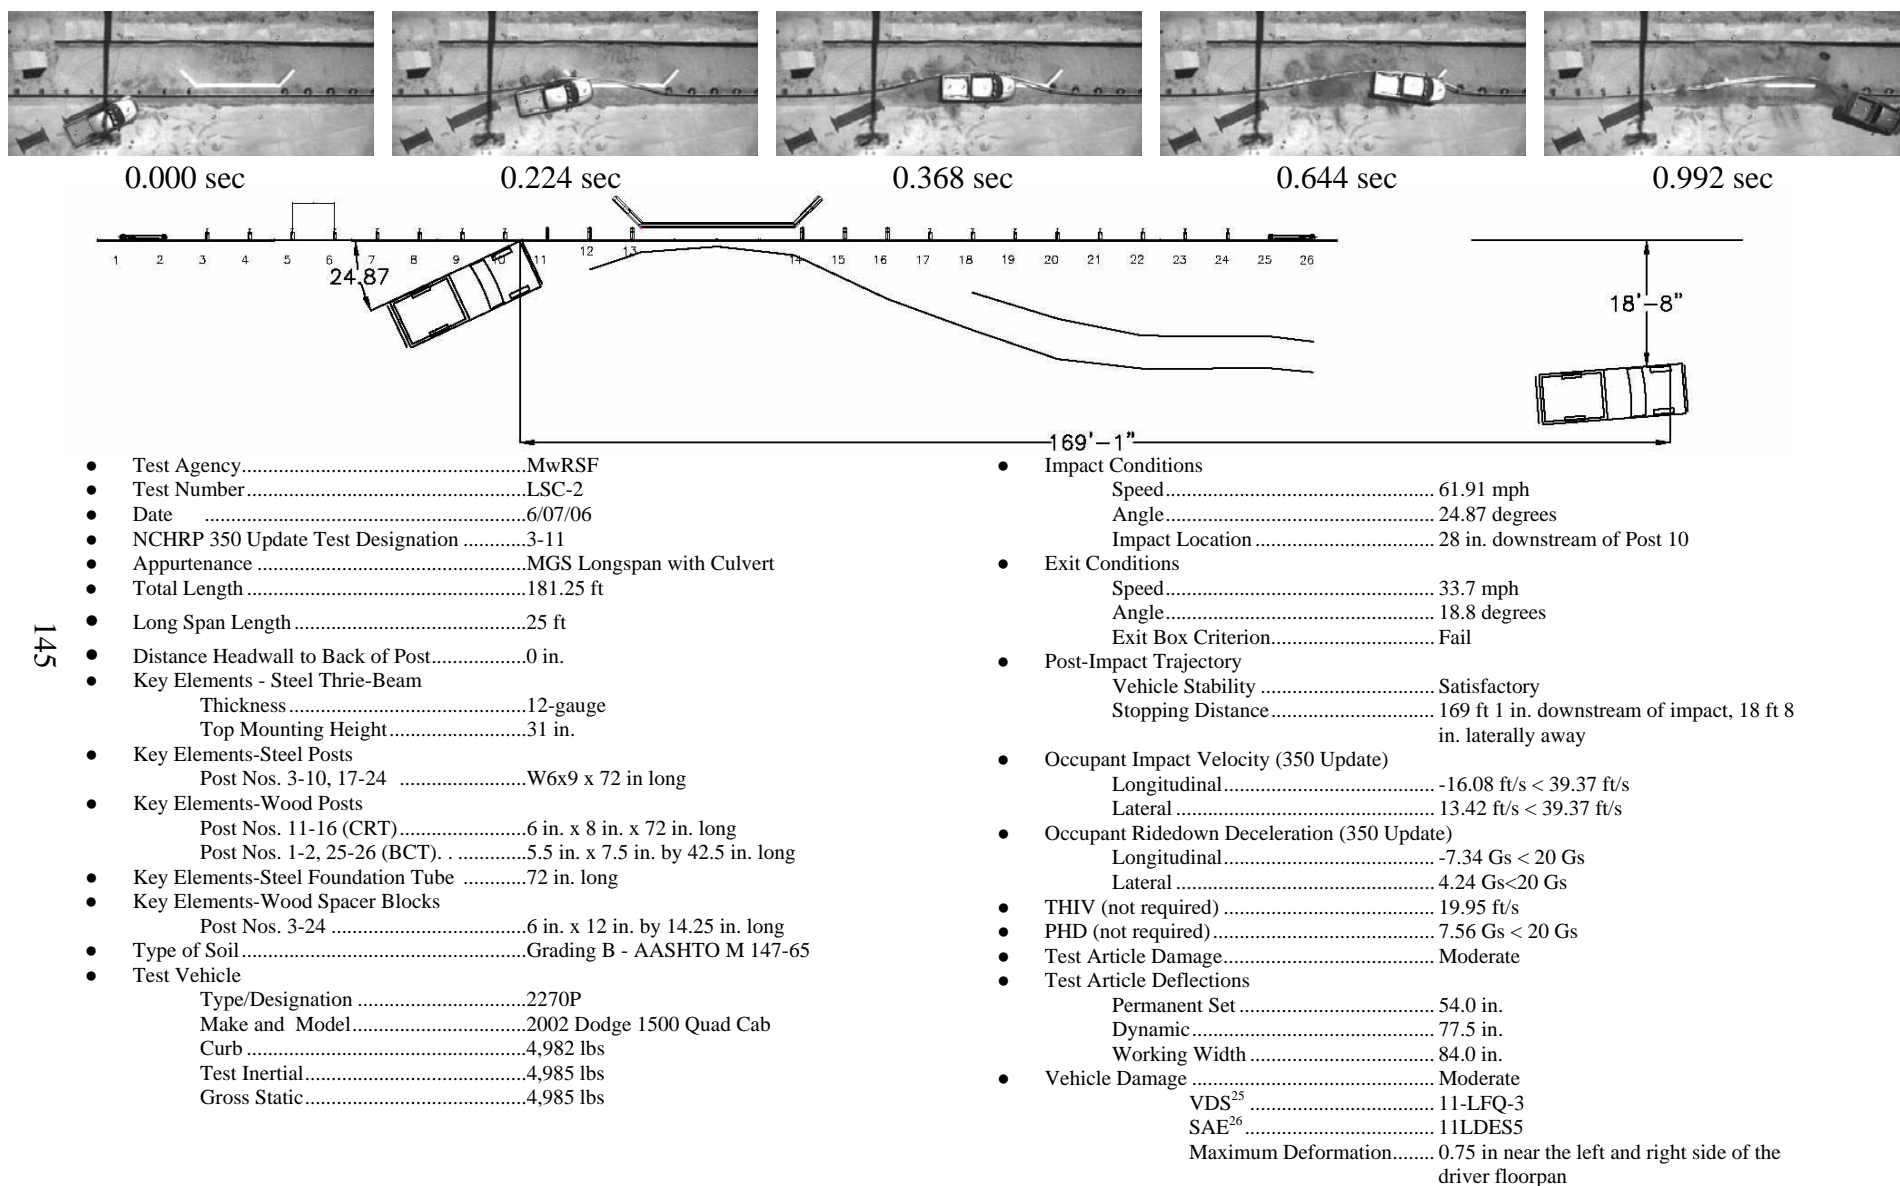 0.000 sec 0.224 sec 0.368 sec 0.644 sec 0.992 sec
1 2 3 4 5 6 7 8 9 10 11 12 13 14 15 16 17 18 19 20 21 22 23 24 25 26
24.87
18'-8"
169'-1"
● Test Agency......................................................MwRSF
● Test Number.....................................................LSC-2
● Date .............................................................6/07/06
● NCHRP 350 Update Test Designation ............3-11
● Appurtenance ....................................................MGS Longspan with Culvert
● Total Length .....................................................181.25 ft
● Long Span Length............................................25 ft
● Distance Headwall to Back of Post..................0 in.
● Key Elements - Steel Thrie-Beam
Thickness.............................................12-gauge
Top Mounting Height..........................31 in.
● Key Elements-Steel Posts
Post Nos. 3-10, 17-24 ........................W6x9 x 72 in long
● Key Elements-Wood Posts
Post Nos. 11-16 (CRT)........................6 in. x 8 in. x 72 in. long
Post Nos. 1-2, 25-26 (BCT). . .............5.5 in. x 7.5 in. by 42.5 in. long
● Key Elements-Steel Foundation Tube ............72 in. long
● Key Elements-Wood Spacer Blocks
Post Nos. 3-24 .....................................6 in. x 12 in. by 14.25 in. long
● Type of Soil......................................................Grading B - AASHTO M 147-65
● Test Vehicle
Type/Designation ................................2270P
Make and Model.................................2002 Dodge 1500 Quad Cab
Curb .....................................................4,982 lbs
Test Inertial..........................................4,985 lbs
Gross Static..........................................4,985 lbs
145
● Impact Conditions
Speed................................................... 61.91 mph
Angle................................................... 24.87 degrees
Impact Location .................................. 28 in. downstream of Post 10
● Exit Conditions
Speed................................................... 33.7 mph
Angle................................................... 18.8 degrees
Exit Box Criterion............................... Fail
● Post-Impact Trajectory
Vehicle Stability ................................. Satisfactory
Stopping Distance............................... 169 ft 1 in. downstream of impact, 18 ft 8
in. laterally away
● Occupant Impact Velocity (350 Update)
Longitudinal........................................ -16.08 ft/s < 39.37 ft/s
Lateral ................................................. 13.42 ft/s < 39.37 ft/s
● Occupant Ridedown Deceleration (350 Update)
Longitudinal........................................ -7.34 Gs < 20 Gs
Lateral ................................................. 4.24 Gs<20 Gs
● THIV (not required) ......................................... 19.95 ft/s
● PHD (not required).......................................... 7.56 Gs < 20 Gs
● Test Article Damage........................................ Moderate
● Test Article Deflections
Permanent Set ..................................... 54.0 in.
Dynamic.............................................. 77.5 in.
Working Width ................................... 84.0 in.
● Vehicle Damage ............................................... Moderate
VDS25 ................................... 11-LFQ-3
SAE26.................................... 11LDES5
Maximum Deformation........ 0.75 in near the left and right side of the
driver floorpan